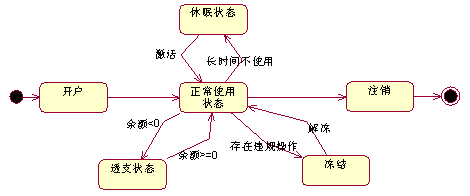 休眠状态
激活
长时间不使用
开户
正常使用
状态
注销
余额<0
解冻
余额>=0
存在违规操作
透支状态
冻结